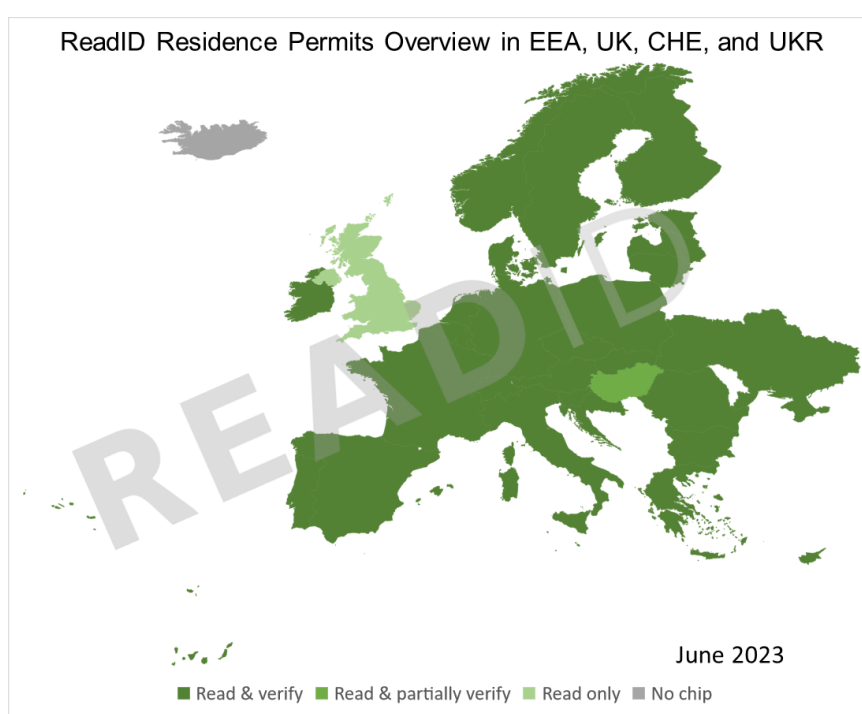 ReadID Residence Permits Overview in EEA, UK, CHE, and UKR
READID
June 2023
Read & verify Read & partially verify Read only No chip